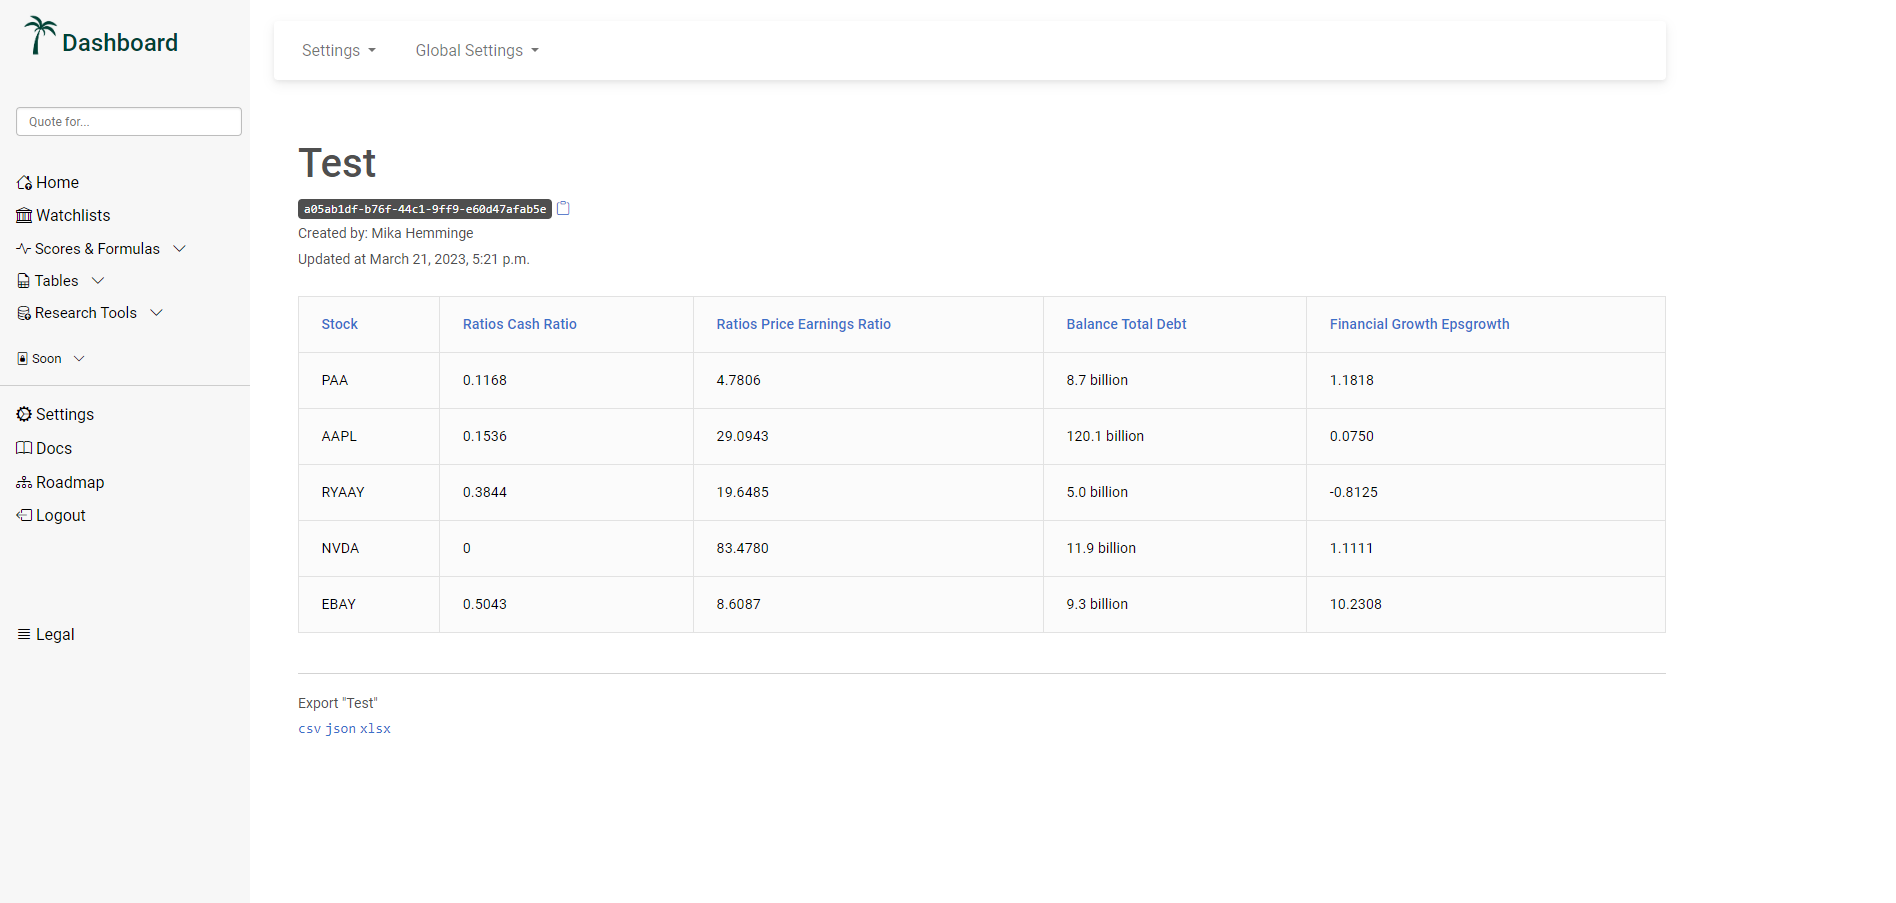 Dashboard
Quote for...
Home
Watchlists
Scores & Formulas
Tables
Research Tools
Soon
Settings
Docs
Roadmap
Logout
Legal
Settings Global Settings
Test
a05ab1df-b76f-44c1-9ff9-e60d47afab5e
Created by: Mika Hemminge
Updated at March 21, 2023, 5:21 p.m.
Stock Ratios Cash Ratio Ratios Price Earnings Ratio Balance Total Debt Financial Growth Epsgrowth
PAA 0.1168 4.7806 8.7 billion 1.1818
AAPL 0.1536 29.0943 120.1 billion 0.0750
RYAAY 0.3844 19.6485 5.0 billion -0.8125
NVDA 0 83.4780 11.9 billion 1.1111
EBAY 0.5043 8.6087 9.3 billion 10.2308
Export "Test"
csv json xlsx